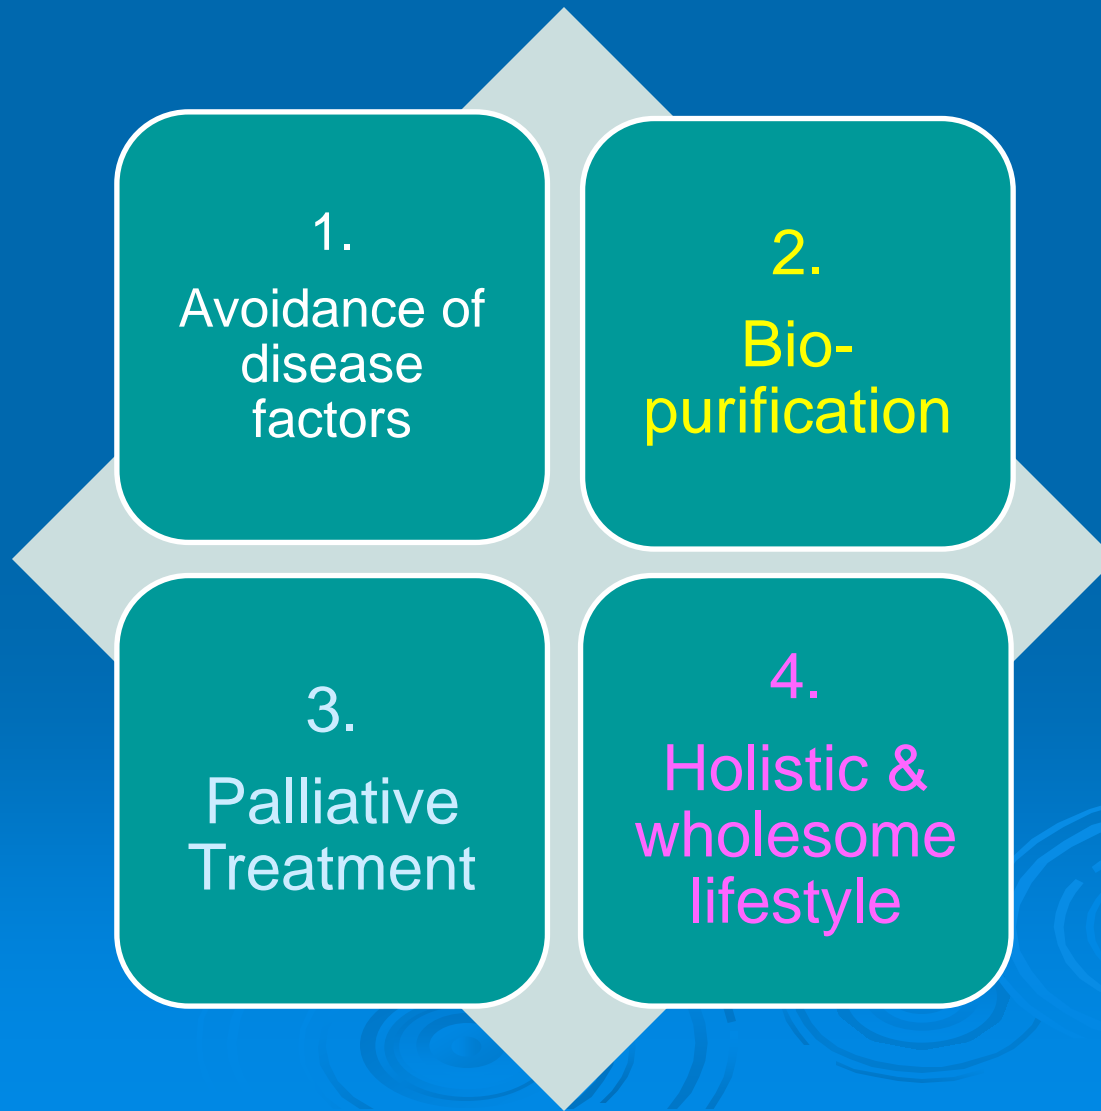 1.
Avoidance of
disease
factors
2.
Bio-
purification
3.
Palliative
Treatment
4.
Holistic &
wholesome
lifestyle